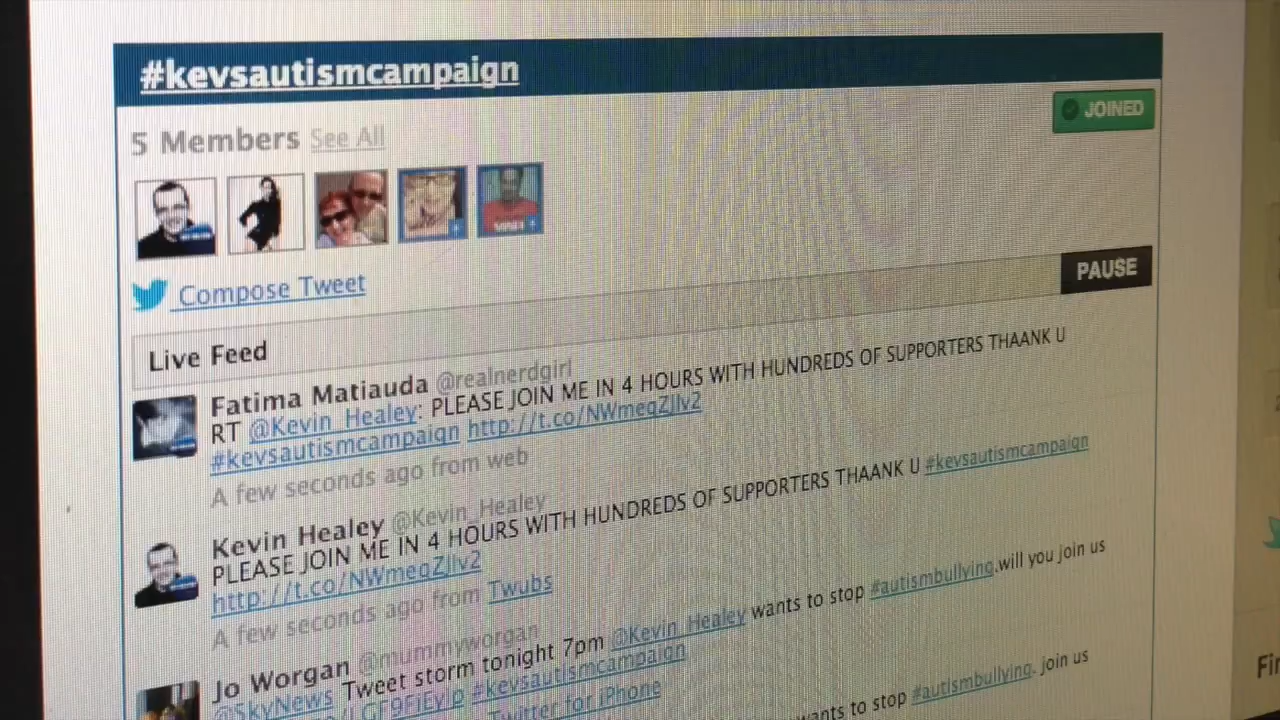 #kevsautismcampaign
JOINED
5 Members See All
Compose Tweet
PAUSE
Live Feed
Fatima Matiauda @realnerdgirl
RT @Kevin_Healey: PLEASE JOIN ME IN 4 HOURS WITH HUNDREDS OF SUPPORTERS THAANK U
#kevsautismcampaign http://t.co/NWmeqZJlv2
A few seconds ago from web
Kevin Healey @Kevin_Healey
PLEASE JOIN ME IN 4 HOURS WITH HUNDREDS OF SUPPORTERS THAANK U #kevsautismcampaign
http://t.co/NWmeqZJlv2
A few seconds ago from Twubs
Jo Worgan @mummyworgan
@SkyNews Tweet storm tonight 7pm @Kevin_Healey wants to stop #autismbullying.will you join us
#kevsautismcampaign
Twitter for iPhone
wants to stop #autismbullying. join us